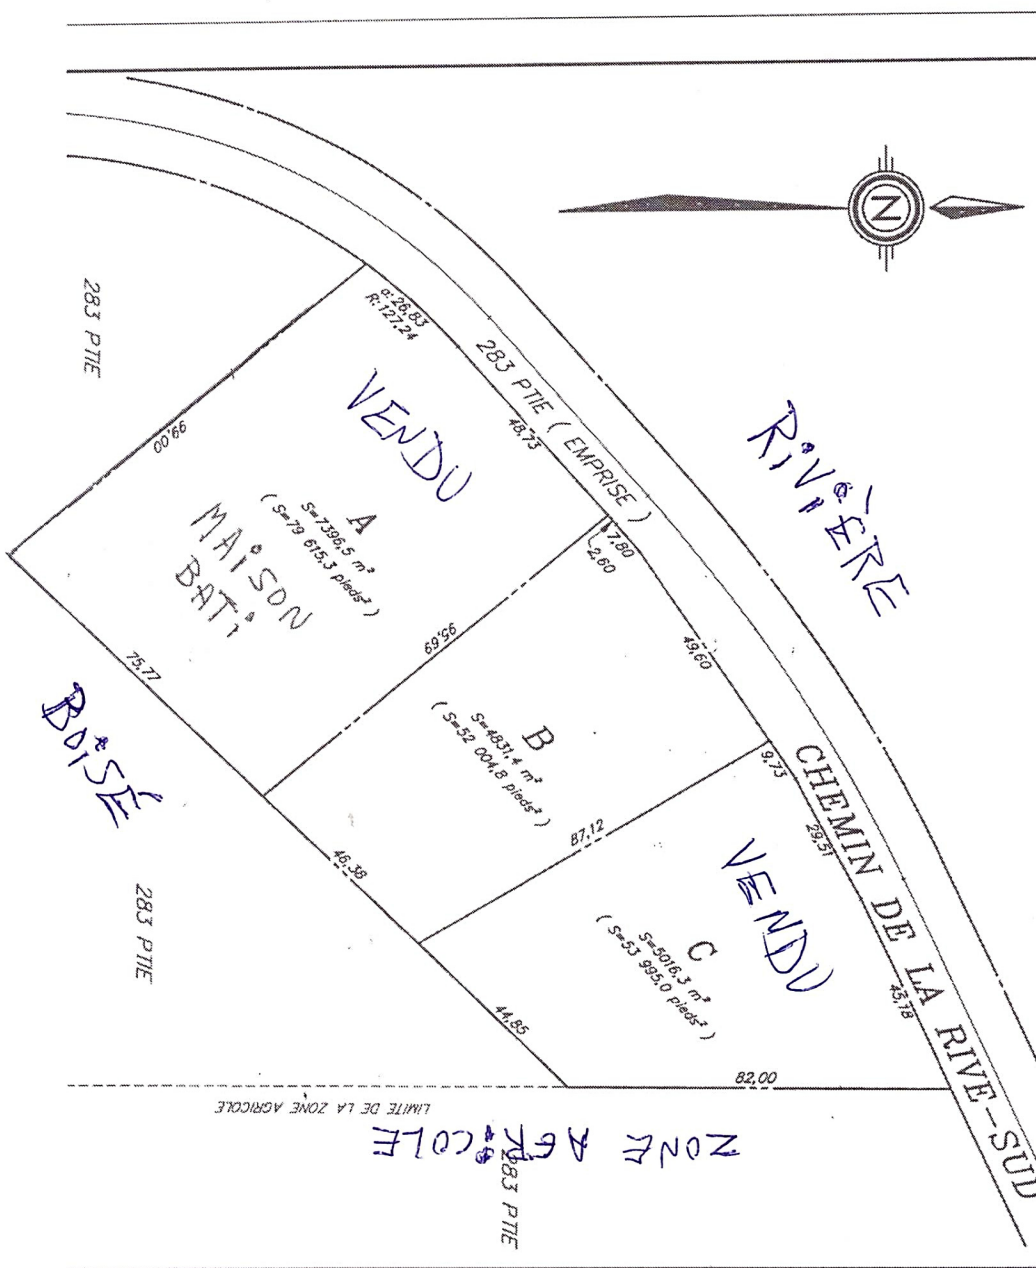 N
283 PTIE
a: 26,83
R: 127,24
283 PTIE ( EMPRISE )
VENDU
48,73
RIVIÈRE
99,00
A
S=7396,5 m²
( S=79 615,3 pieds² )
MAISON
BATi
7,80
2,60
95,69
49,60
75,77
BOISÉ
B
S=4831,4 m²
( S=52 004,8 pieds² )
9,73
CHEMIN DE LA RIVE-SUD
29,51
87,12
46,38
VENDU
283 PTIE
C
S=5016,3 m²
( S=53 995,0 pieds² )
43,78
44,85
82,00
LIMITE DE LA ZONE AGRICOLE
ZONE AGRiCOLE
283 PTIE